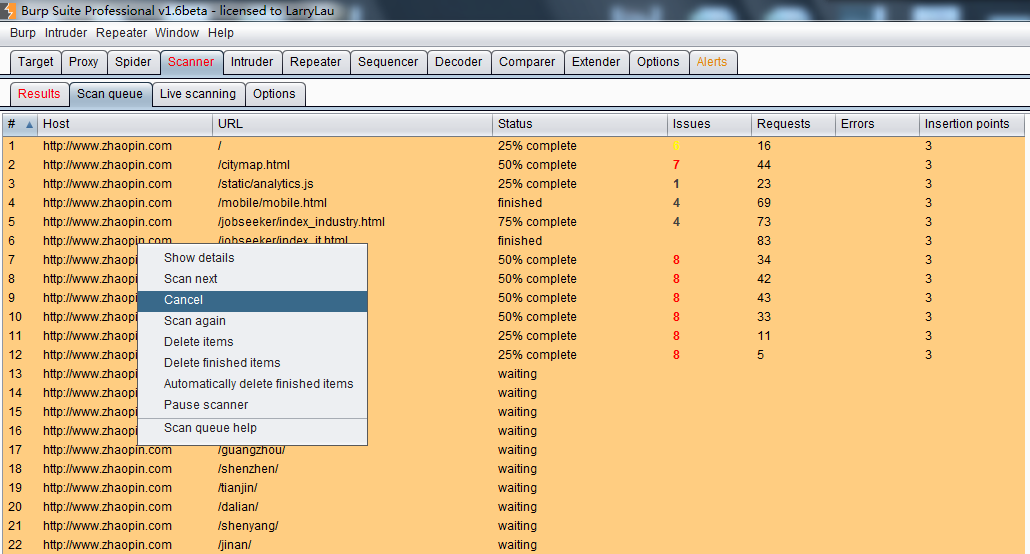 Burp Suite Professional v1.6beta - licensed to LarryLau
Burp Intruder Repeater Window Help
Target Proxy Spider Scanner Intruder Repeater Sequencer Decoder Comparer Extender Options Alerts
Results Scan queue Live scanning Options
# Host URL Status Issues Requests Errors Insertion points
1 http://www.zhaopin.com / 25% complete 6 16 3
2 http://www.zhaopin.com /citymap.html 50% complete 7 44 3
3 http://www.zhaopin.com /static/analytics.js 25% complete 1 23 3
4 http://www.zhaopin.com /mobile/mobile.html finished 4 69 3
5 http://www.zhaopin.com /jobseeker/index_industry.html 75% complete 4 73 3
6 http://www.zhaopin.com /jobseeker/index_it.html finished 83 3
7 http://www.zhaopi 50% complete 8 34 3
8 http://www.zhaopi 50% complete 8 42 3
9 http://www.zhaopi 50% complete 8 43 3
10 http://www.zhaopi 50% complete 8 33 3
11 http://www.zhaopi 25% complete 8 11 3
12 http://www.zhaopi 25% complete 8 5 3
13 http://www.zhaopi waiting
14 http://www.zhaopi waiting
15 http://www.zhaopi waiting
16 http://www.zhaopi waiting
Show details
Scan next
Cancel
Scan again
Delete items
Delete finished items
Automatically delete finished items
Pause scanner
Scan queue help
17 http://www.zhaopin.com /guangzhou/ waiting
18 http://www.zhaopin.com /shenzhen/ waiting
19 http://www.zhaopin.com /tianjin/ waiting
20 http://www.zhaopin.com /dalian/ waiting
21 http://www.zhaopin.com /shenyang/ waiting
22 http://www.zhaopin.com /jinan/ waiting